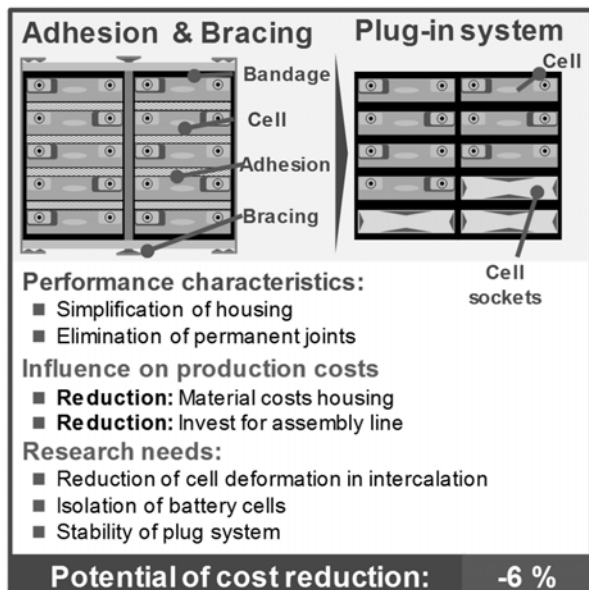 Adhesion & Bracing
Plug-in system
Bandage
Cell
Adhesion
Bracing
Cell
Cell
sockets
Performance characteristics:
Simplification of housing
Elimination of permanent joints
Influence on production costs
Reduction: Material costs housing
Reduction: Invest for assembly line
Research needs:
Reduction of cell deformation in intercalation
Isolation of battery cells
Stability of plug system
Potential of cost reduction: -6 %